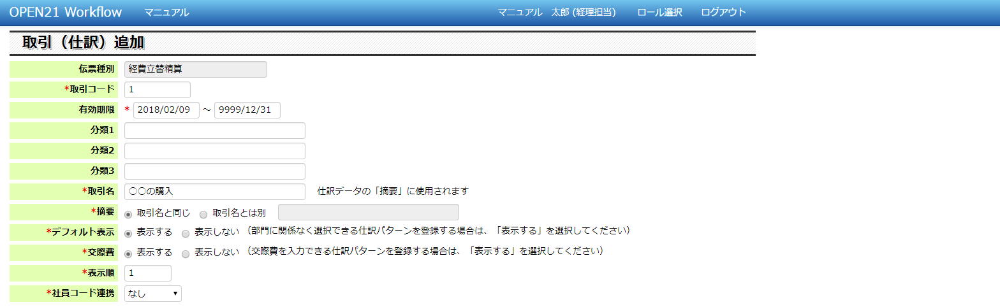 OPEN21 Workflow マニュアル マニュアル 太郎 (経理担当) ロール選択 ログアウト
取引（仕訳）追加
伝票種別 経費立替精算
*取引コード 1
有効期限 * 2018/02/09 ～ 9999/12/31
分類1
分類2
分類3
*取引名 〇〇の購入 仕訳データの「摘要」に使用されます
*摘要 取引名と同じ 取引名とは別
*デフォルト表示 表示する 表示しない （部門に関係なく選択できる仕訳パターンを登録する場合は、「表示する」を選択してください）
*交際費 表示する 表示しない （交際費を入力できる仕訳パターンを登録する場合は、「表示する」を選択してください）
*表示順 1
*社員コード連携 なし